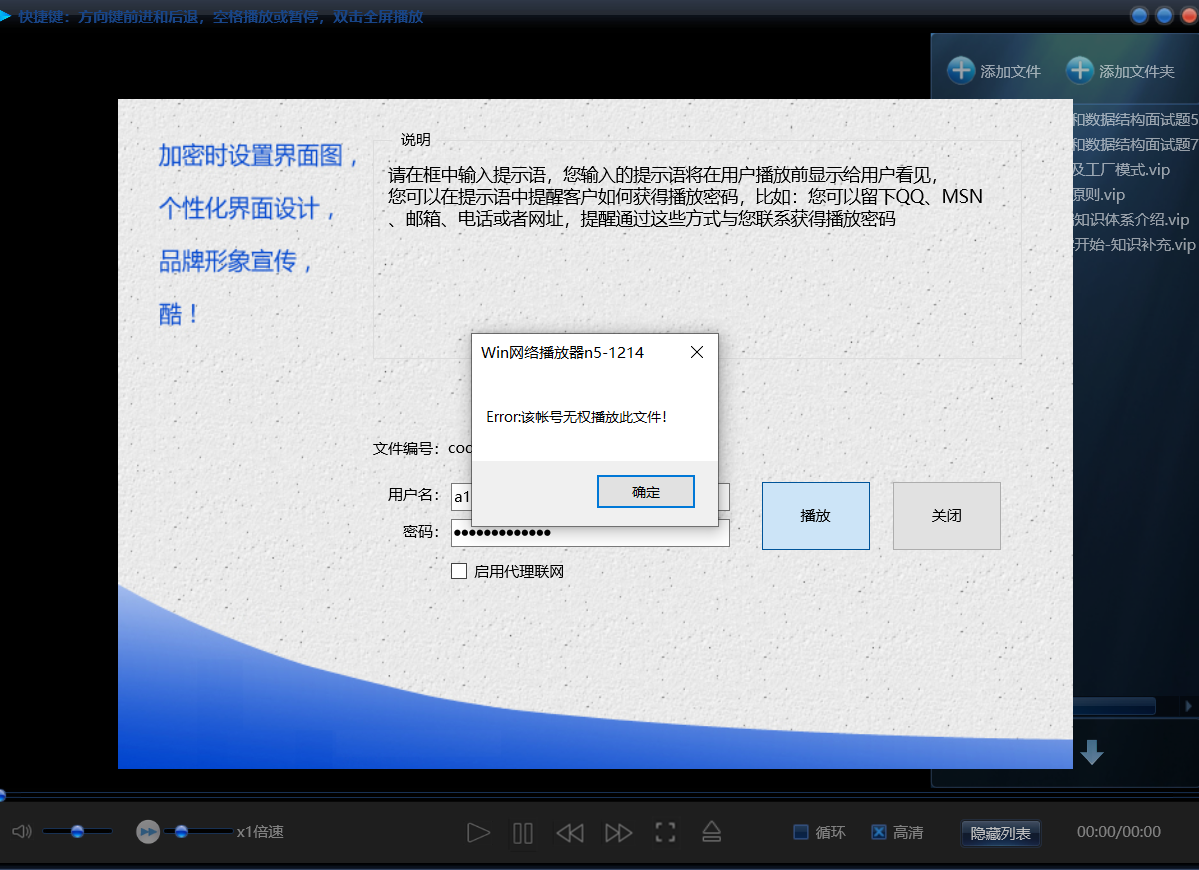 快捷键：方向键前进和后退，空格播放或暂停，双击全屏播放
添加文件
添加文件夹
和数据结构面试题5
和数据结构面试题7
及工厂模式.vip
原则.vip
知识体系介绍.vip
开始-知识补充.vip
加密时设置界面图，
个性化界面设计，
品牌形象宣传，
酷！
说明
请在框中输入提示语，您输入的提示语将在用户播放前显示给用户看见，
您可以在提示语中提醒客户如何获得播放密码，比如：您可以留下QQ、MSN
、邮箱、电话或者网址，提醒通过这些方式与您联系获得播放密码
Win网络播放器n5-1214
Error:该帐号无权播放此文件！
确定
文件编号：coc
用户名：a1
密码：●●●●●●●●●●●●●
启用代理联网
播放
关闭
x1倍速
循环
高清
隐藏列表
00:00/00:00